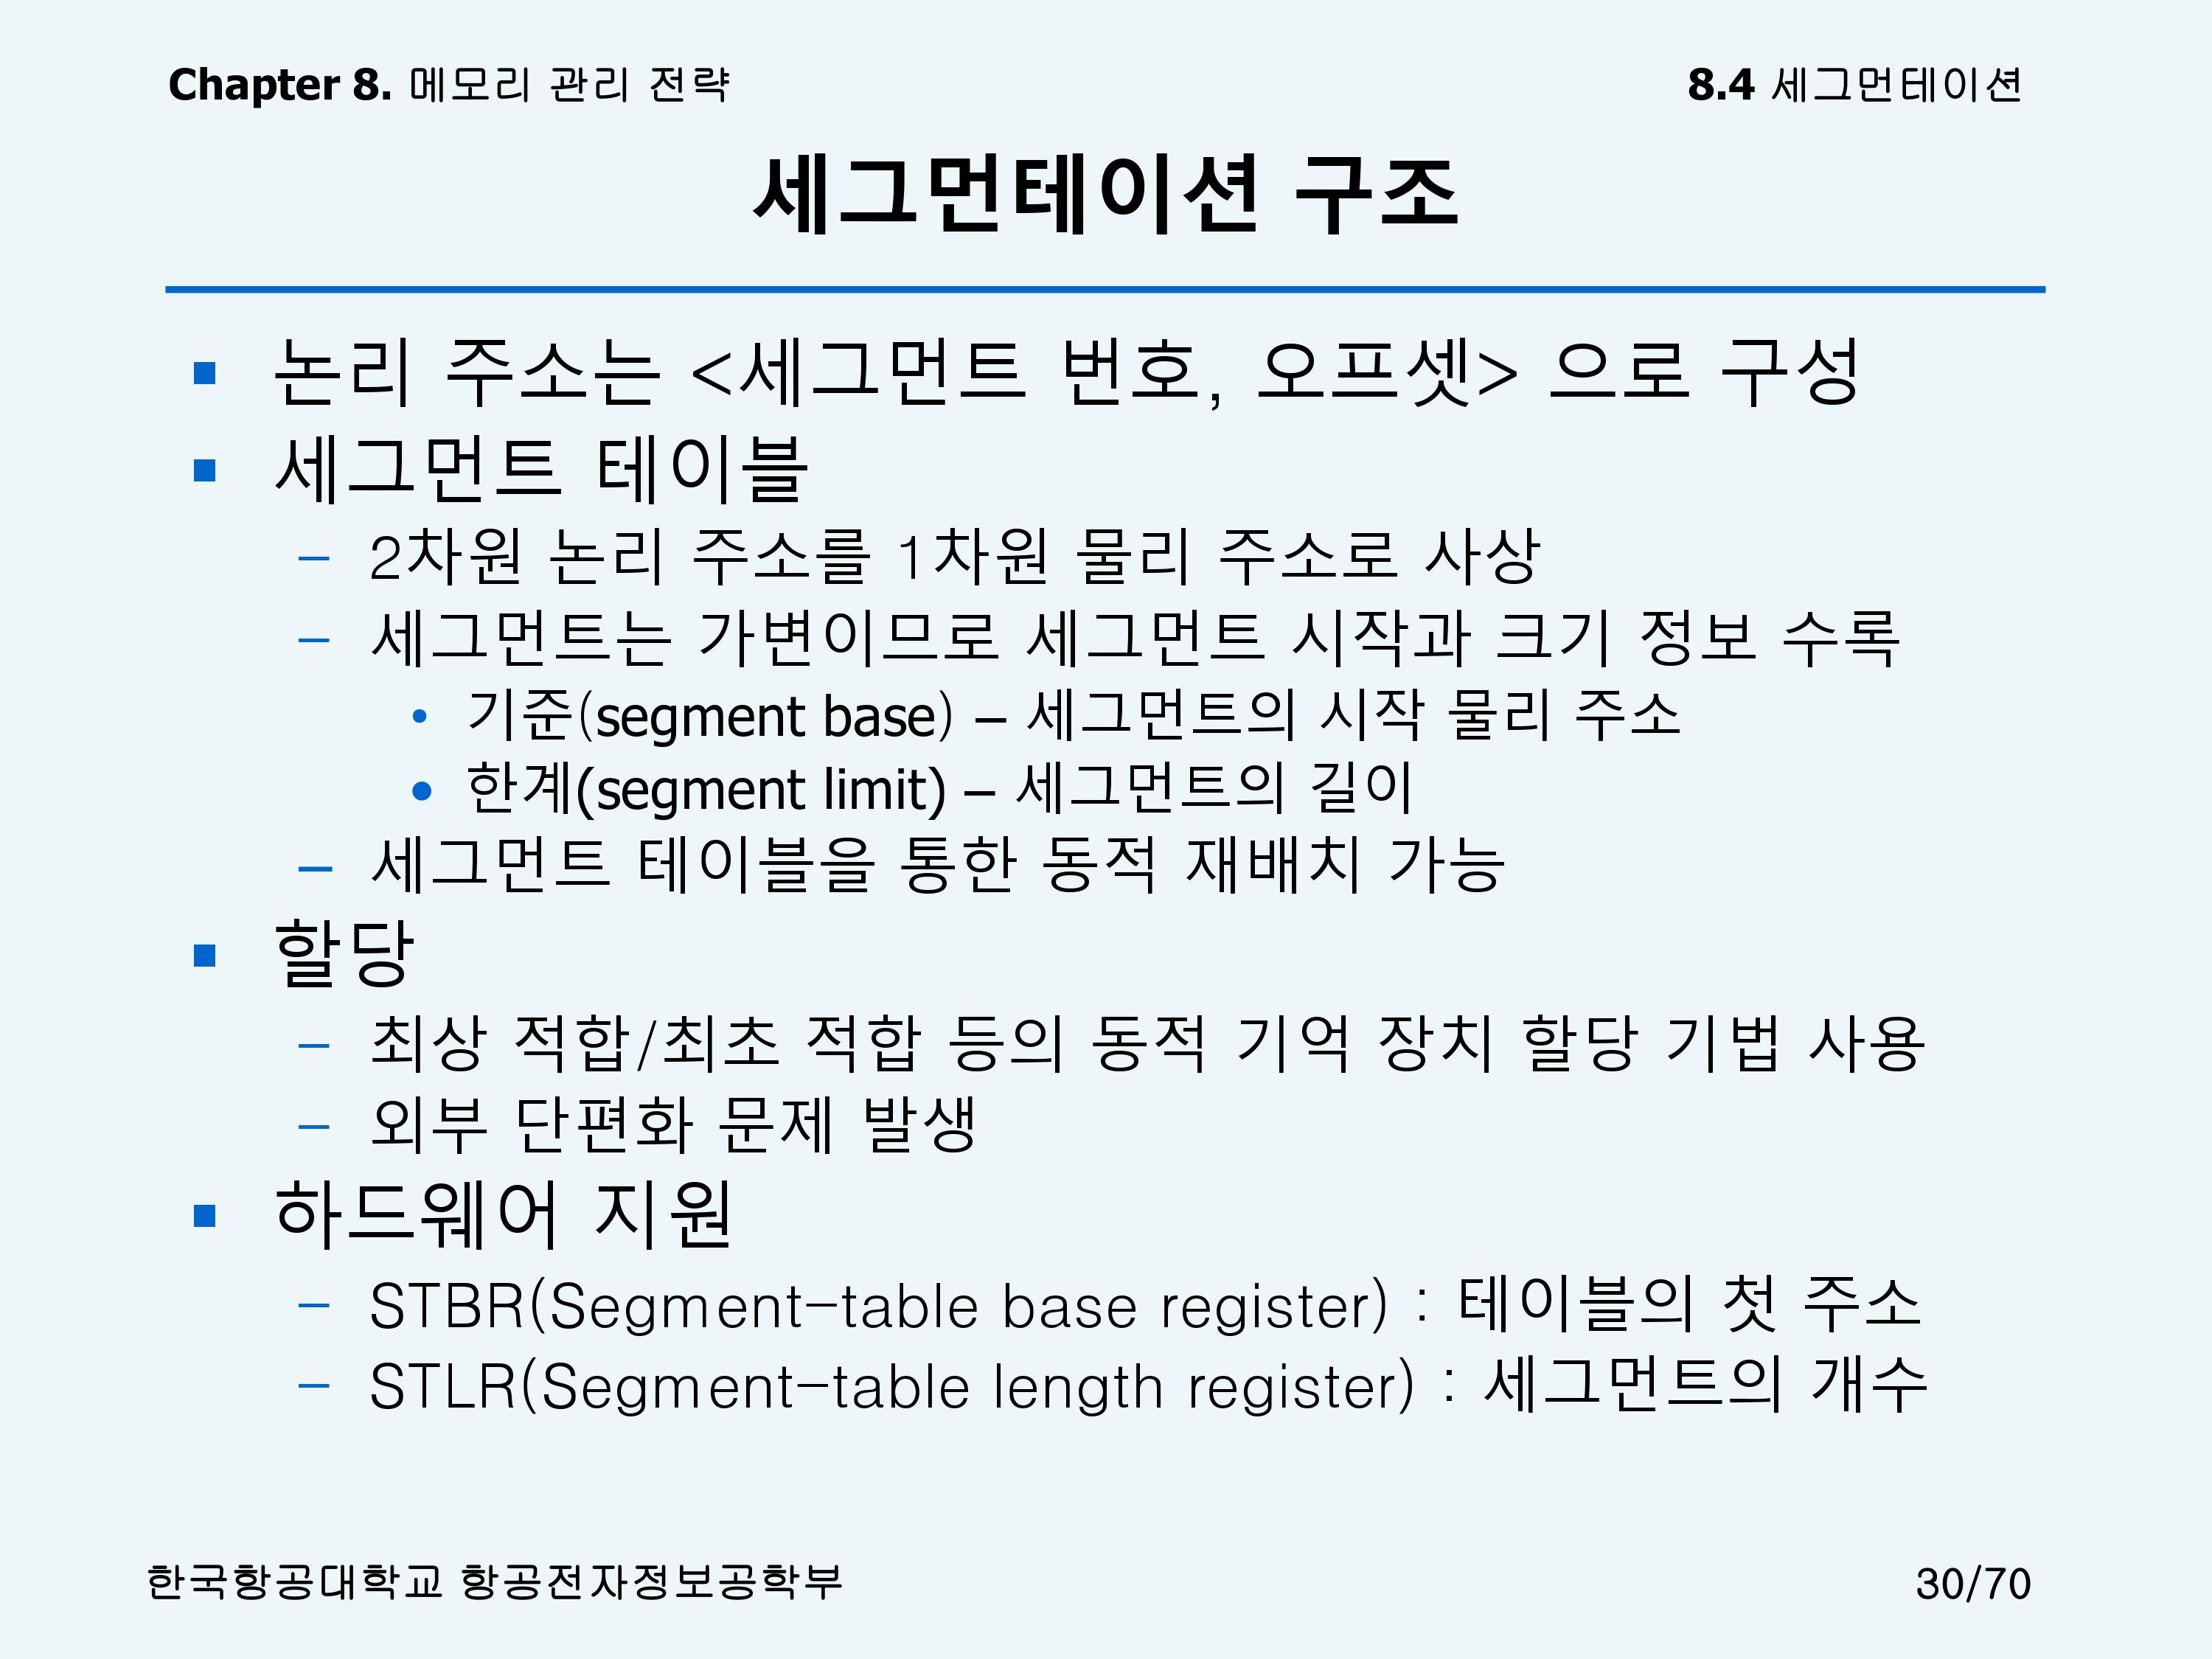 Chapter 8. 메모리 관리 전략
8.4 세그먼테이션
세그먼테이션 구조
▪ 논리 주소는 <세그먼트 번호, 오프셋> 으로 구성
▪ 세그먼트 테이블
– 2차원 논리 주소를 1차원 물리 주소로 사상
– 세그먼트는 가변이므로 세그먼트 시작과 크기 정보 수록
• 기준(segment base) – 세그먼트의 시작 물리 주소
• 한계(segment limit) – 세그먼트의 길이
– 세그먼트 테이블을 통한 동적 재배치 가능
▪ 할당
– 최상 적합/최초 적합 등의 동적 기억 장치 할당 기법 사용
– 외부 단편화 문제 발생
▪ 하드웨어 지원
– STBR(Segment-table base register) : 테이블의 첫 주소
– STLR(Segment-table length register) : 세그먼트의 개수
한국항공대학교 항공전자정보공학부
30/70